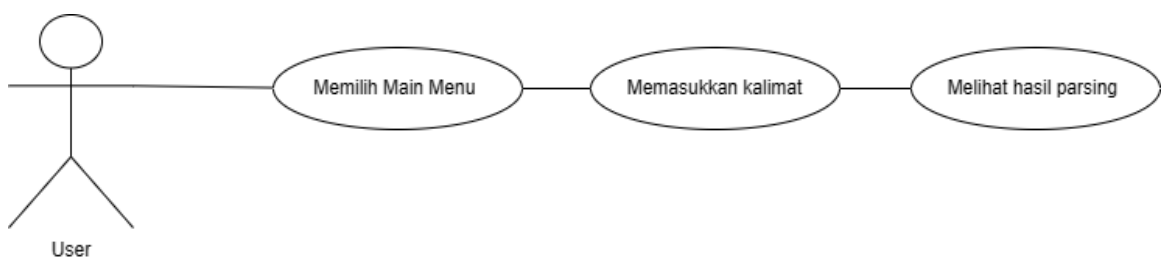 Memilih Main Menu
Memasukkan kalimat
Melihat hasil parsing
User